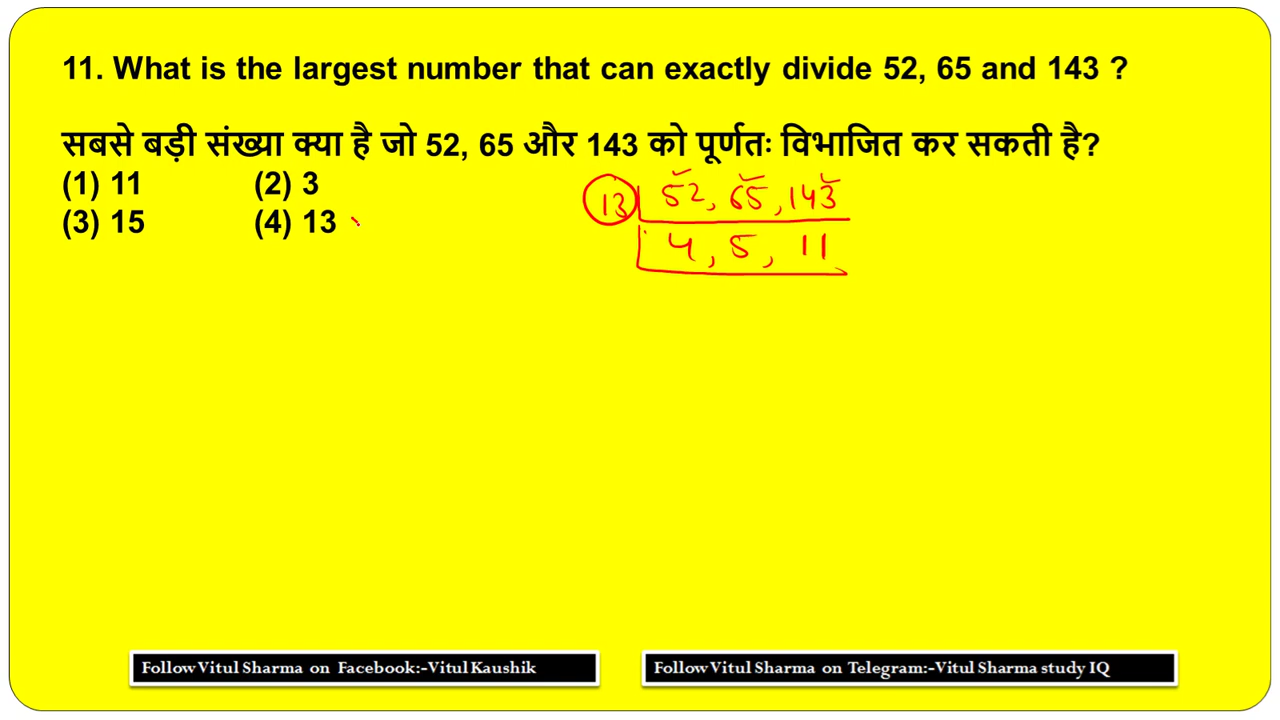 11. What is the largest number that can exactly divide 52, 65 and 143 ?
सबसे बड़ी संख्या क्या है जो 52, 65 और 143 को पूर्णतः विभाजित कर सकती है?
(1) 11 (2) 3
(3) 15 (4) 13
13 52, 65, 143
4, 5, 11
Follow Vitul Sharma on Facebook:-Vitul Kaushik
Follow Vitul Sharma on Telegram:-Vitul Sharma study IQ